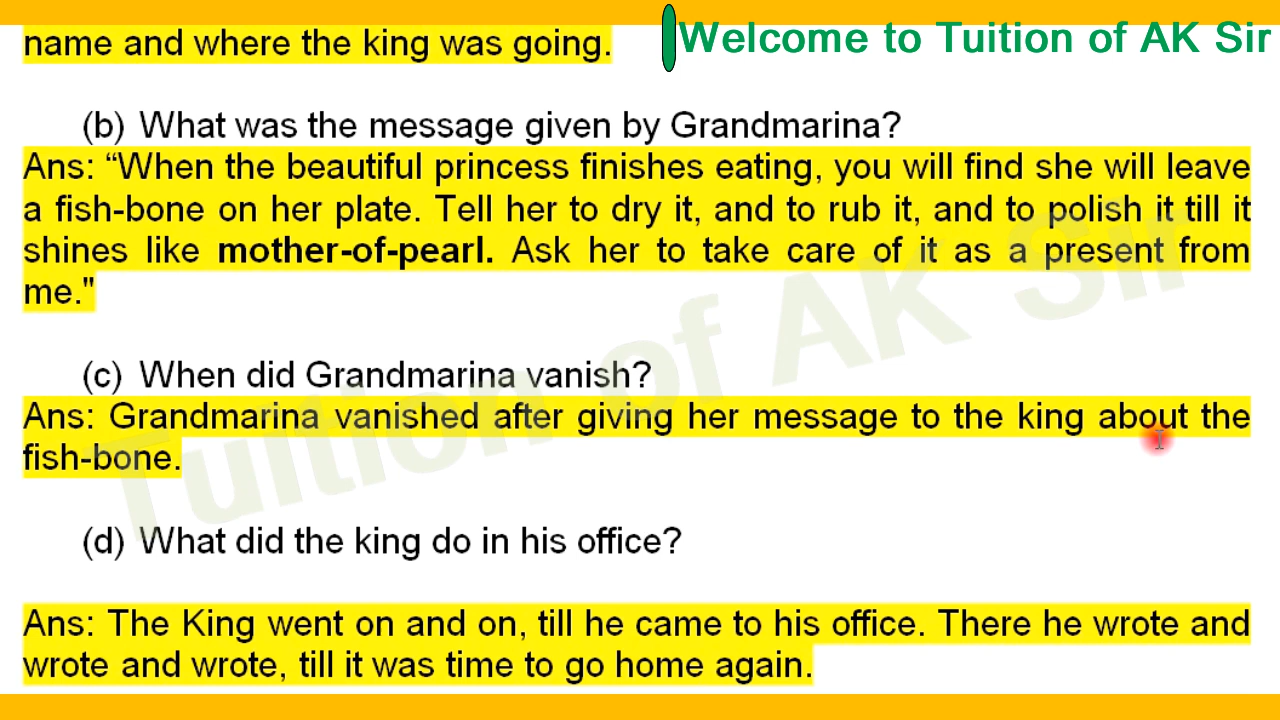 Welcome to Tuition of AK Sir
name and where the king was going.
(b) What was the message given by Grandmarina?
Ans: “When the beautiful princess finishes eating, you will find she will leave
a fish-bone on her plate. Tell her to dry it, and to rub it, and to polish it till it
shines like mother-of-pearl. Ask her to take care of it as a present from
me."
(c) When did Grandmarina vanish?
Ans: Grandmarina vanished after giving her message to the king about the
fish-bone.
(d) What did the king do in his office?
Ans: The King went on and on, till he came to his office. There he wrote and
wrote and wrote, till it was time to go home again.
Tuition of AK Sir